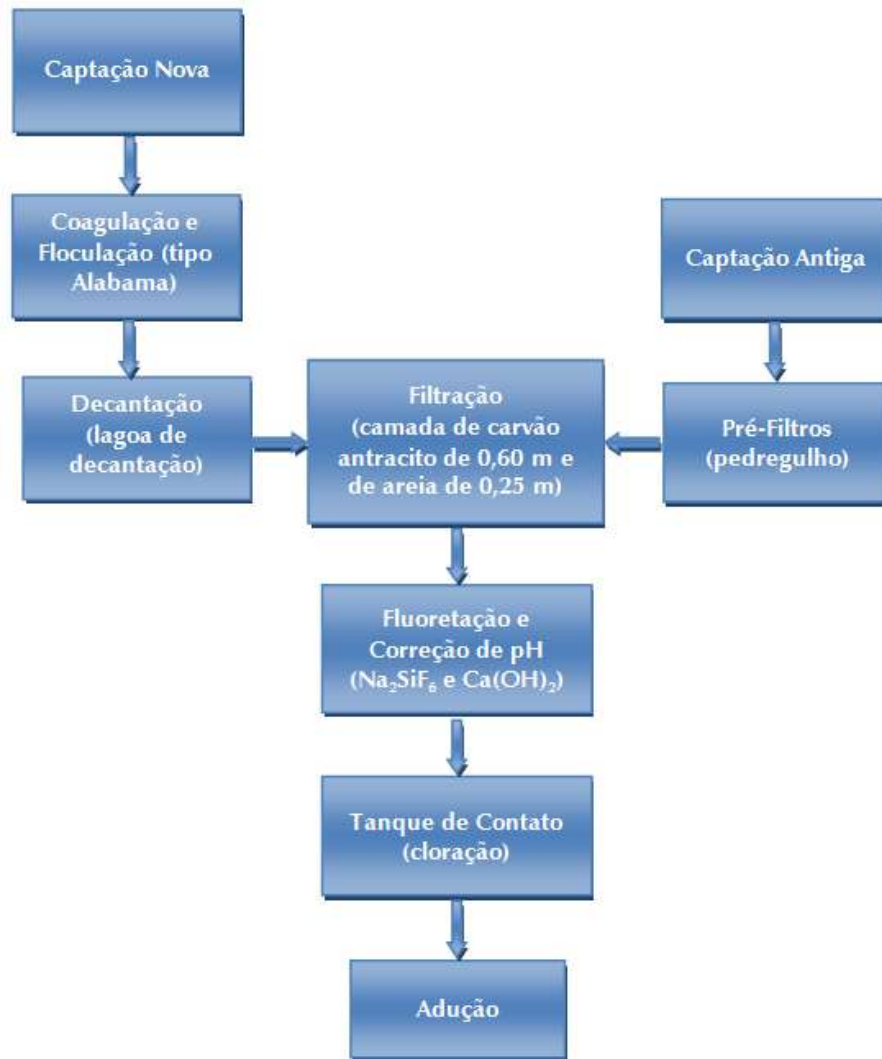 Captação Nova
Coagulação e
Floculação (tipo
Alabama)
Captação Antiga
Decantação
(lagoa de
decantação)
Filtração
(camada de carvão
antracito de 0,60 m e
de areia de 0,25 m)
Pré-Filtros
(pedregulho)
Fluoretação e
Correção de pH
(Na₂SiF₆ e Ca(OH)₂)
Tanque de Contato
(cloração)
Adução